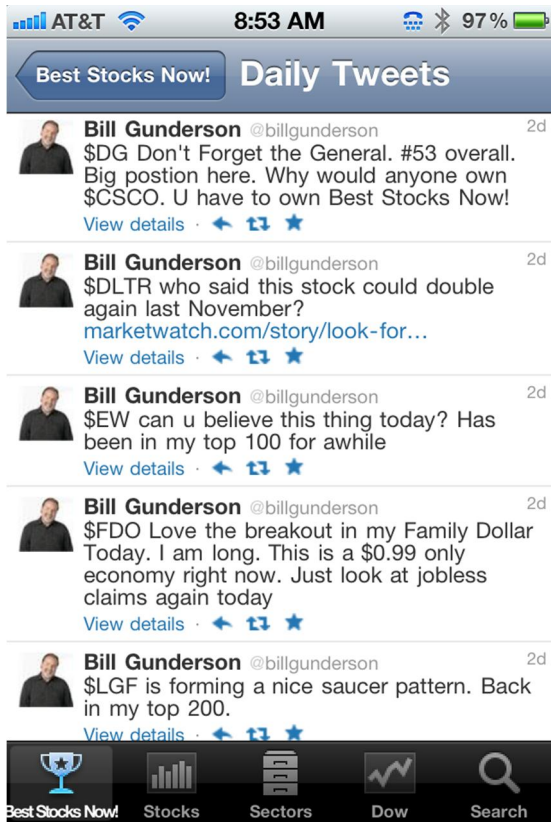 AT&T 8:53 AM 97%
Best Stocks Now! Daily Tweets
Bill Gunderson @billgunderson 2d
$DG Don't Forget the General. #53 overall.
Big postion here. Why would anyone own
$CSCO. U have to own Best Stocks Now!
View details ·
Bill Gunderson @billgunderson 2d
$DLTR who said this stock could double
again last November?
marketwatch.com/story/look-for…
View details ·
Bill Gunderson @billgunderson 2d
$EW can u believe this thing today? Has
been in my top 100 for awhile
View details ·
Bill Gunderson @billgunderson 2d
$FDO Love the breakout in my Family Dollar
Today. I am long. This is a $0.99 only
economy right now. Just look at jobless
claims again today
View details ·
Bill Gunderson @billgunderson 2d
$LGF is forming a nice saucer pattern. Back
in my top 200.
View details ·
Best Stocks Now! Stocks Sectors Dow Search